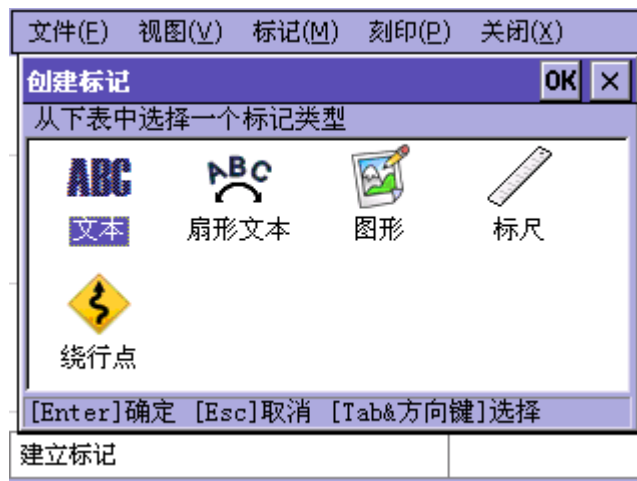 文件(F) 视图(V) 标记(M) 刻印(P) 关闭(X)
创建标记 OK ×
从下表中选择一个标记类型
ABC ABC
文本 扇形文本 图形 标尺
绕行点
[Enter]确定 [Esc]取消 [Tab&方向键]选择
建立标记